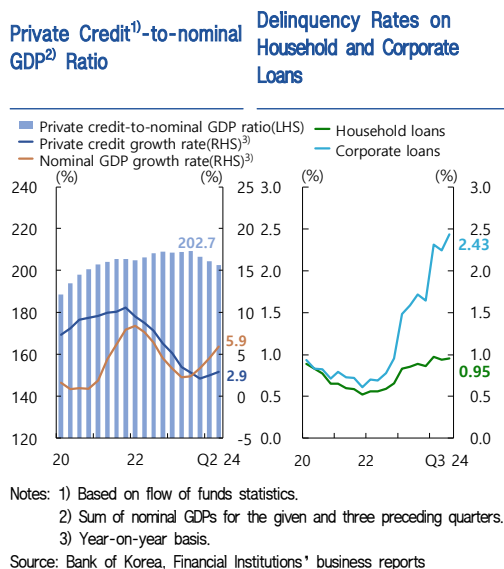 Private Credit1)-to-nominal
GDP2) Ratio
Delinquency Rates on
Household and Corporate
Loans
Private credit-to-nominal GDP ratio(LHS)
Private credit growth rate(RHS)3)
Nominal GDP growth rate(RHS)3)
Household loans
Corporate loans
(%) (%) (%) (%)
240 25 3.0 3.0
220 20 2.5 2.5
202.7
2.43
200 15 2.0 2.0
180 10 1.5 1.5
5.9
160 5 1.0 1.0
2.9 0.95
140 0 0.5 0.5
120 -5 0.0 0.0
20 22 Q2 24 20 22 Q3 24
Notes: 1) Based on flow of funds statistics.
2) Sum of nominal GDPs for the given and three preceding quarters.
3) Year-on-year basis.
Source: Bank of Korea, Financial Institutions' business reports